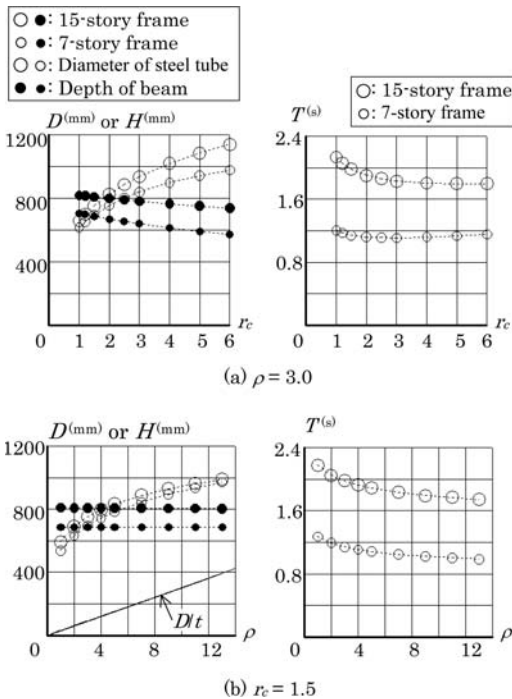 ○ ●: 15-story frame
○ ●: 7-story frame
○ ○: Diameter of steel tube
● ●: Depth of beam
○: 15-story frame
○: 7-story frame
D(mm) or H(mm)
1200
800
400
0 1 2 3 4 5 6
r_c
T(s)
2.4
1.6
0.8
0 1 2 3 4 5 6
r_c
(a) ρ = 3.0
D(mm) or H(mm)
1200
800
400
D/t
0 4 8 12 ρ
T(s)
2.4
1.6
0.8
0 4 8 12 ρ
(b) r_c = 1.5